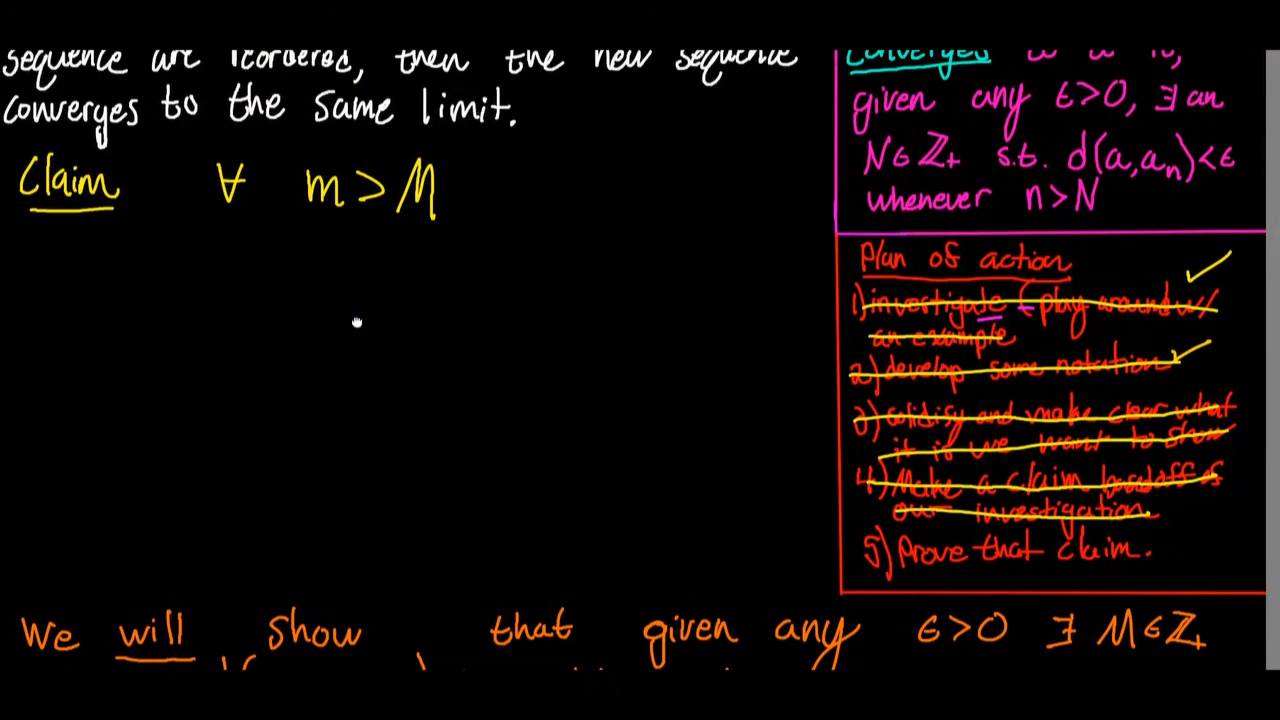 sequence are reordered, then the new sequence
converges to the same limit.
Claim ∀ m > M
Converges
given any ϵ>0, ∃ an
N∈ℤ₊ s.t. d(a,aₙ)<ϵ
whenever n>N
Plan of action
1) investigate (play around w/
an example
2) develop some notation
3) solidify and make clear what
it is we want to show
4) Make a claim based off of
our investigation.
5) Prove that claim.
We will show that given any ϵ>0 ∃ M∈ℤ₊